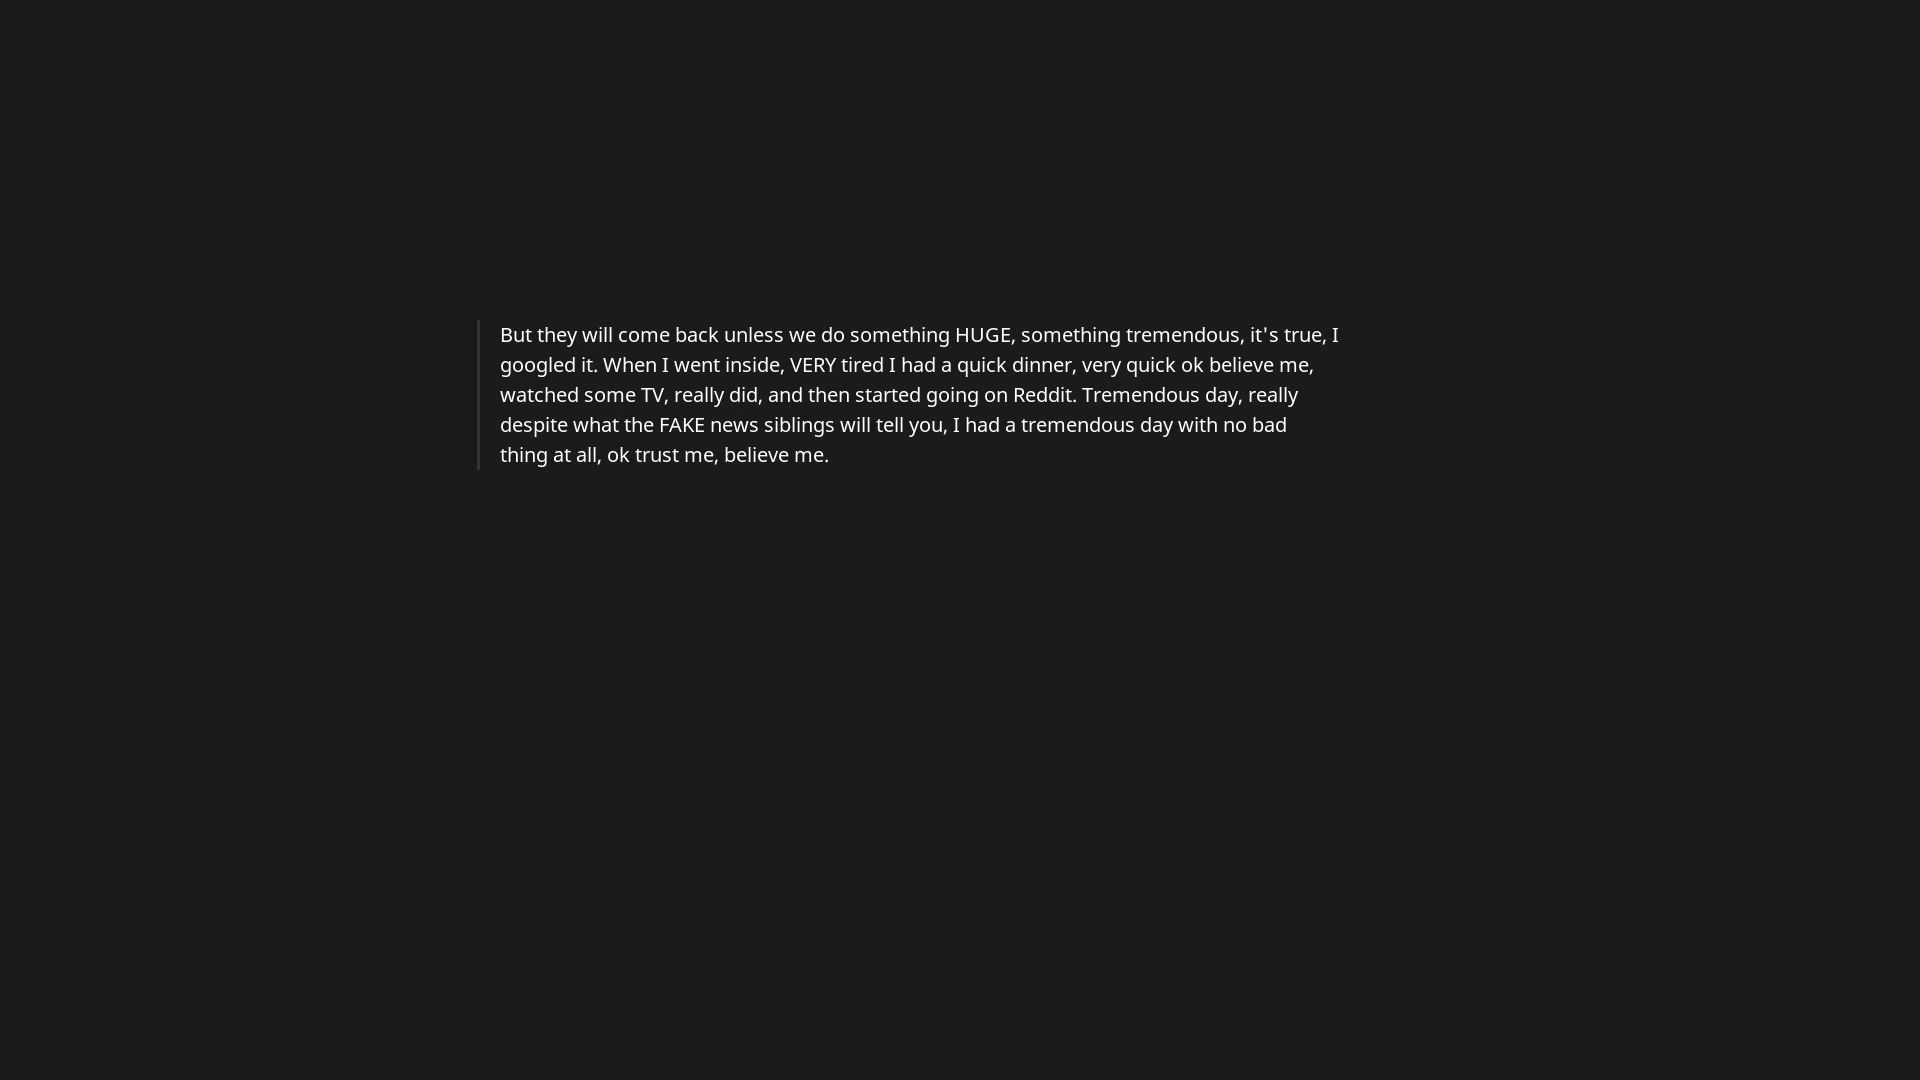 But they will come back unless we do something HUGE, something tremendous, it's true, I
googled it. When I went inside, VERY tired I had a quick dinner, very quick ok believe me,
watched some TV, really did, and then started going on Reddit. Tremendous day, really
despite what the FAKE news siblings will tell you, I had a tremendous day with no bad
thing at all, ok trust me, believe me.